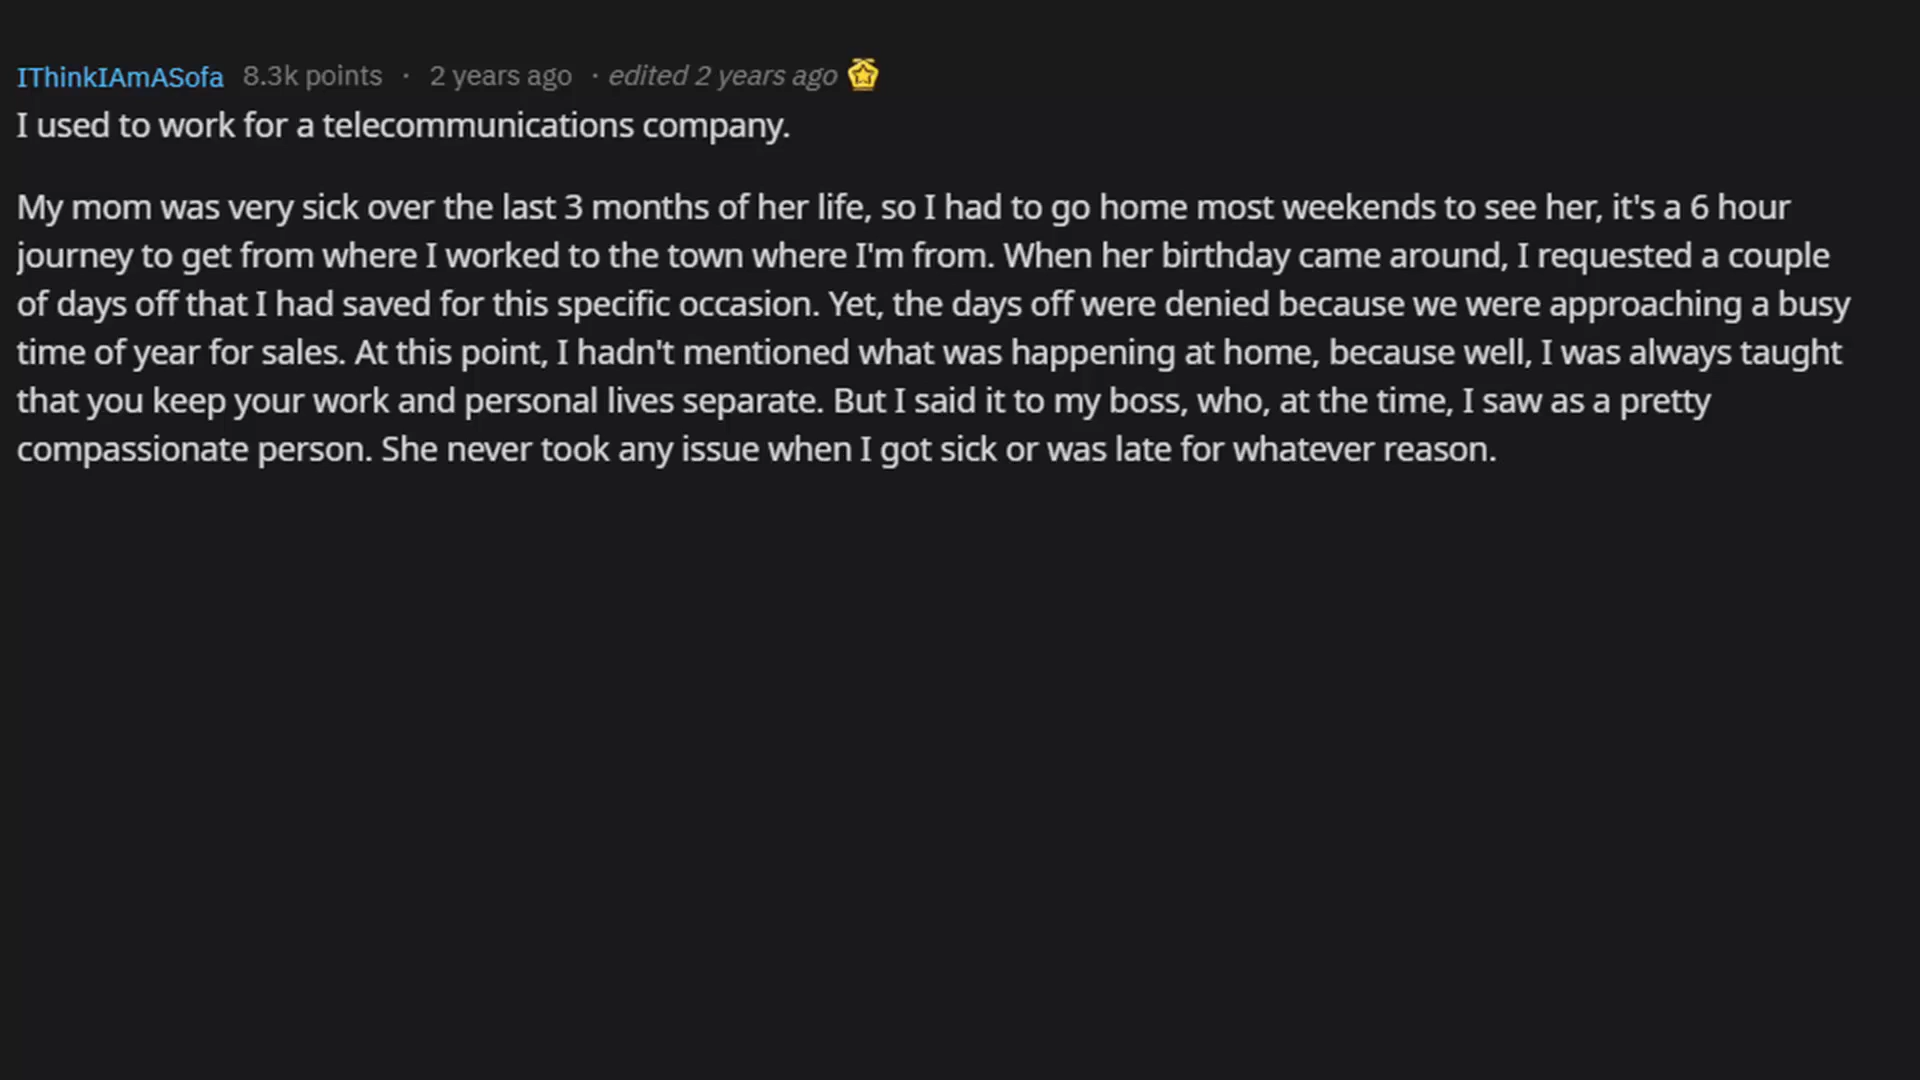 IThinkIAmASofa 8.3k points · 2 years ago · edited 2 years ago
I used to work for a telecommunications company.
My mom was very sick over the last 3 months of her life, so I had to go home most weekends to see her, it's a 6 hour
journey to get from where I worked to the town where I'm from. When her birthday came around, I requested a couple
of days off that I had saved for this specific occasion. Yet, the days off were denied because we were approaching a busy
time of year for sales. At this point, I hadn't mentioned what was happening at home, because well, I was always taught
that you keep your work and personal lives separate. But I said it to my boss, who, at the time, I saw as a pretty
compassionate person. She never took any issue when I got sick or was late for whatever reason.